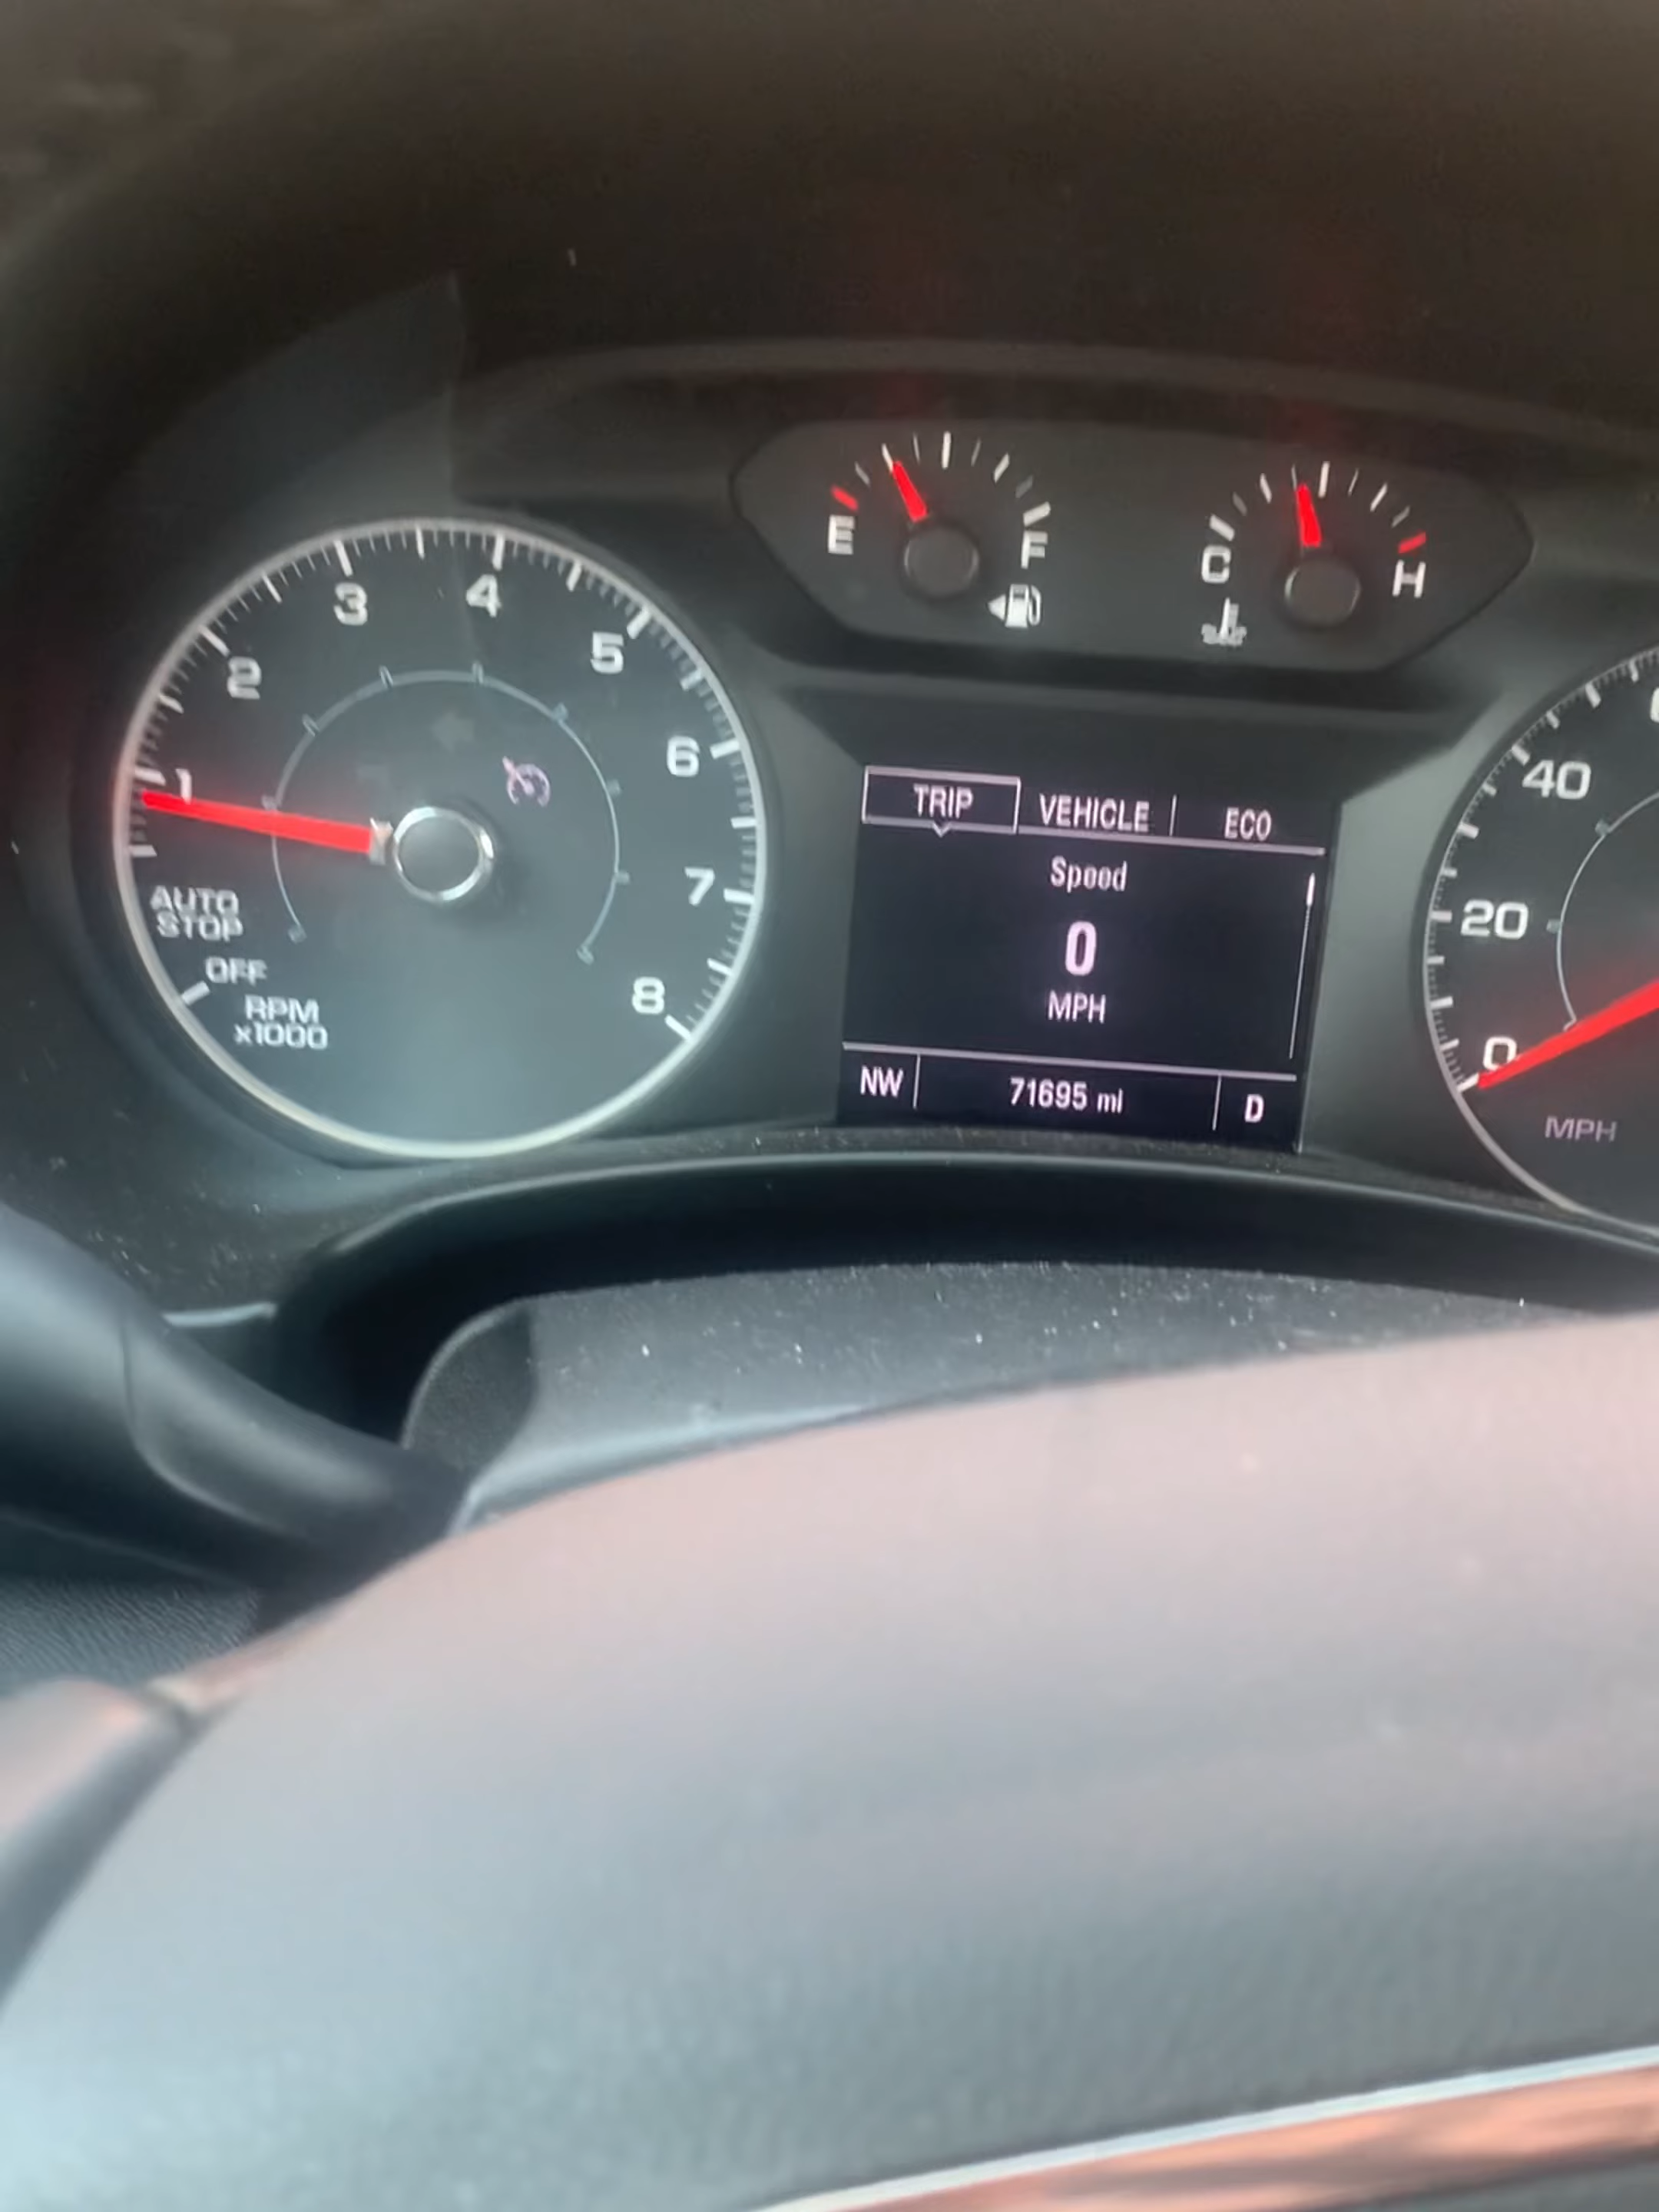 E
F
C
H
1
2
3
4
5
6
7
8
AUTO
STOP
OFF
RPM
x1000
TRIP
VEHICLE
ECO
Speed
0
MPH
NW
71695 mi
D
40
20
0
MPH